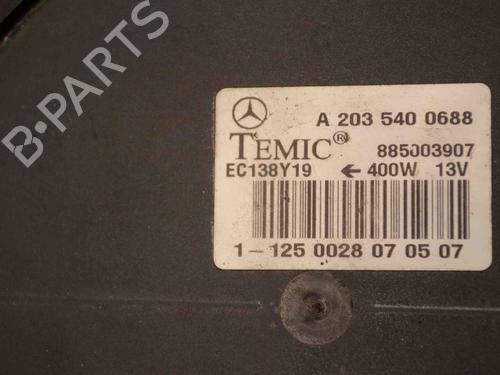 B-PARTS
A 203 540 0688
TEMIC®
885003907
EC138Y19 ← 400W 13V
1-125 0028 07 05 07